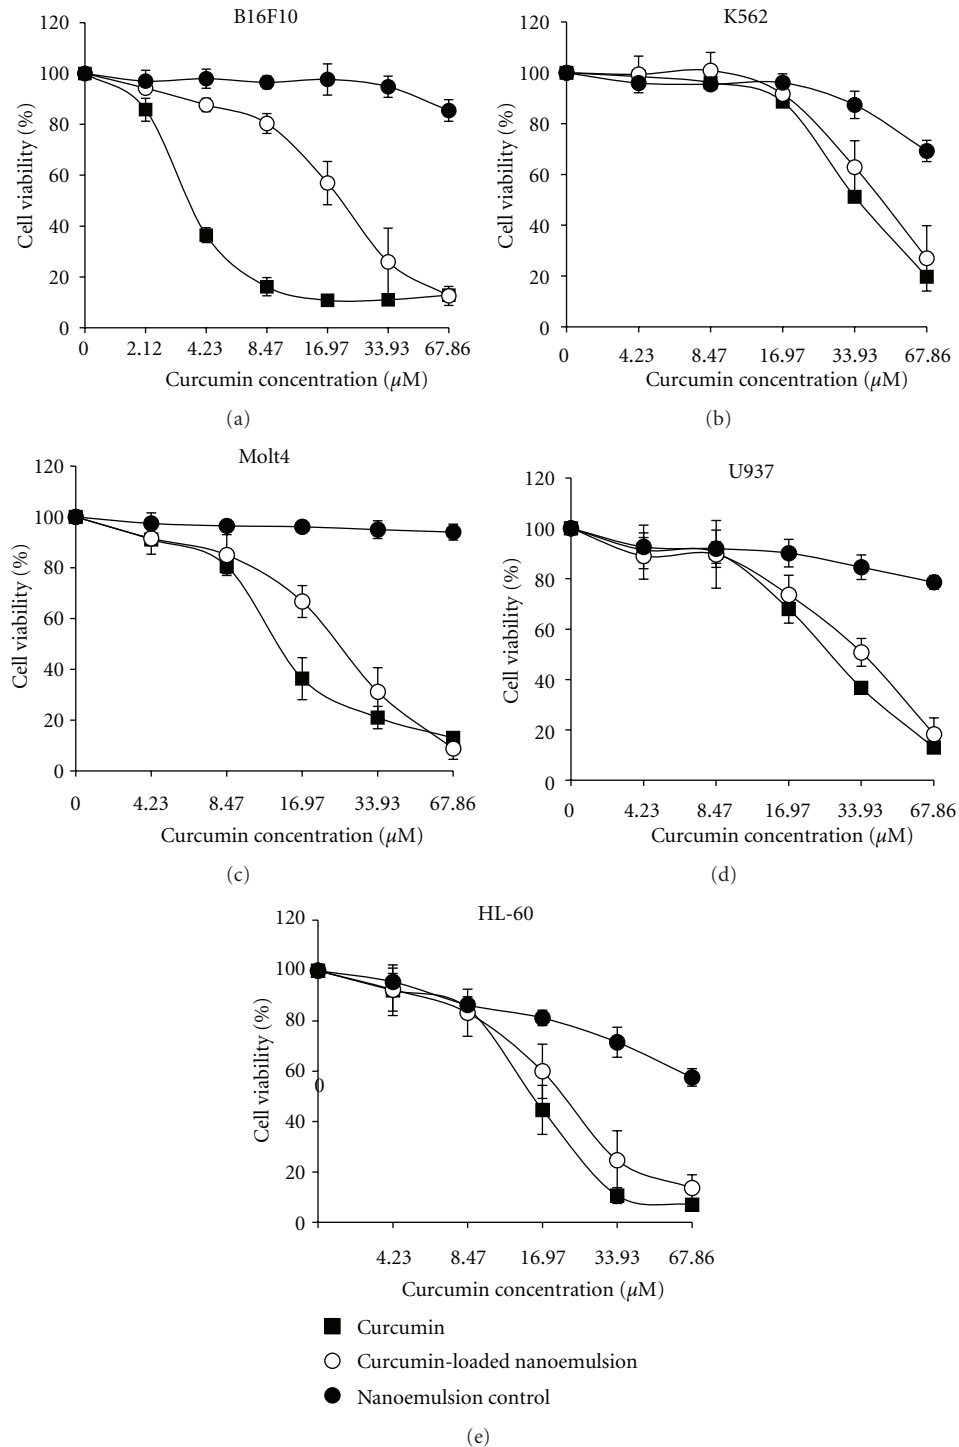 B16F10
120
100
80
60
40
20
0
Cell viability (%)
0 2.12 4.23 8.47 16.97 33.93 67.86
Curcumin concentration (μM)
(a)
K562
120
100
80
60
40
20
0
Cell viability (%)
0 4.23 8.47 16.97 33.93 67.86
Curcumin concentration (μM)
(b)
Molt4
120
100
80
60
40
20
0
Cell viability (%)
0 4.23 8.47 16.97 33.93 67.86
Curcumin concentration (μM)
(c)
U937
120
100
80
60
40
20
0
Cell viability (%)
0 4.23 8.47 16.97 33.93 67.86
Curcumin concentration (μM)
(d)
HL-60
120
100
80
60
40
20
0
Cell viability (%)
0
4.23 8.47 16.97 33.93 67.86
Curcumin concentration (μM)
Curcumin
Curcumin-loaded nanoemulsion
Nanoemulsion control
(e)